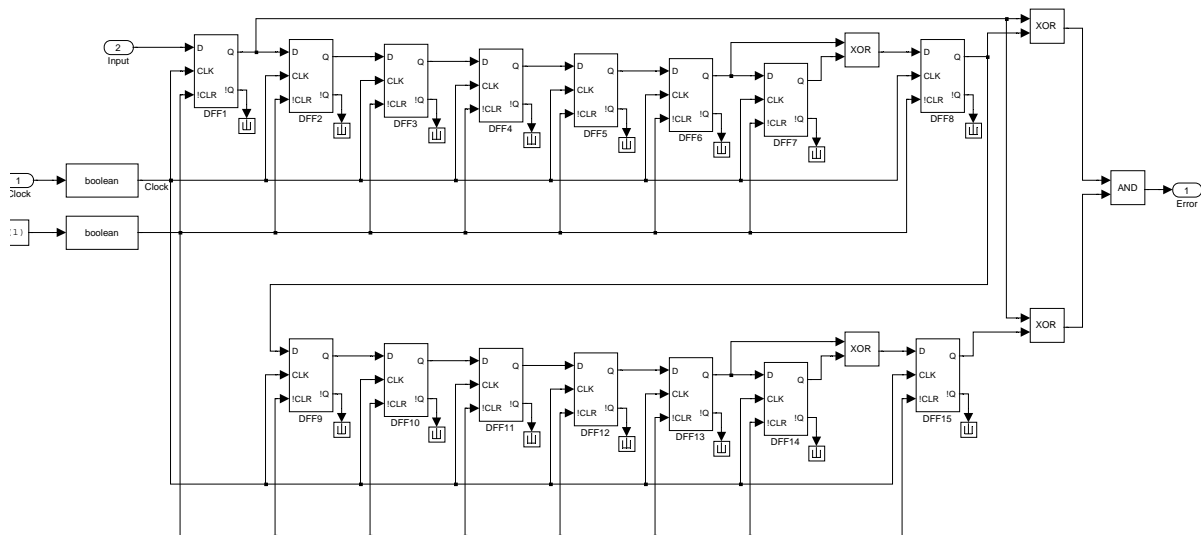 XOR
2
Input
D
Q
CLK
!Q
!CLR
DFF1
D
Q
CLK
!Q
!CLR
DFF2
D
Q
CLK
!Q
!CLR
DFF3
D
Q
CLK
!Q
!CLR
DFF4
D
Q
CLK
!Q
!CLR
DFF5
D
Q
CLK
!Q
!CLR
DFF6
D
Q
CLK
!Q
!CLR
DFF7
XOR
D
Q
CLK
!Q
!CLR
DFF8
1
Clock
boolean
Clock
(1)
boolean
AND
1
Error
D
Q
CLK
!Q
!CLR
DFF9
D
Q
CLK
!Q
!CLR
DFF10
D
Q
CLK
!Q
!CLR
DFF11
D
Q
CLK
!Q
!CLR
DFF12
D
Q
CLK
!Q
!CLR
DFF13
D
Q
CLK
!Q
!CLR
DFF14
XOR
D
Q
CLK
!Q
!CLR
DFF15
XOR